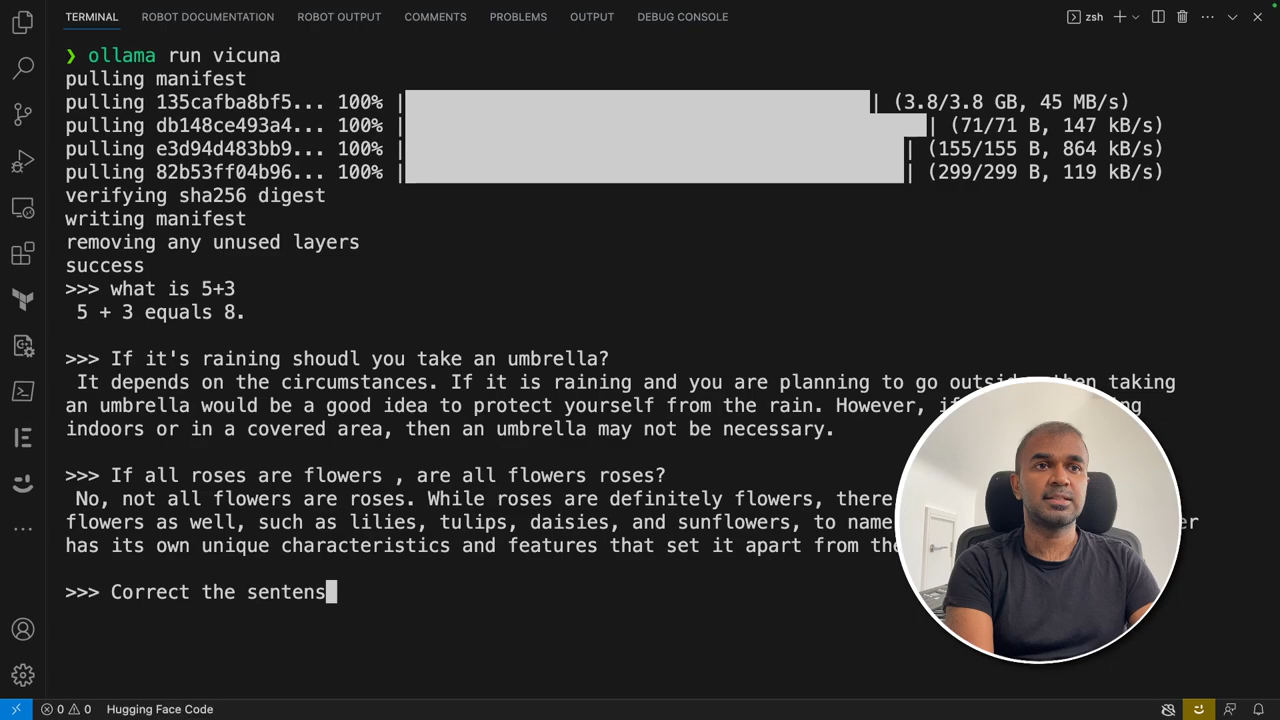 TERMINAL ROBOT DOCUMENTATION ROBOT OUTPUT COMMENTS PROBLEMS OUTPUT DEBUG CONSOLE zsh
❯ ollama run vicuna
pulling manifest
pulling 135cafba8bf5... 100% | | (3.8/3.8 GB, 45 MB/s)
pulling db148ce493a4... 100% | | (71/71 B, 147 kB/s)
pulling e3d94d483bb9... 100% | | (155/155 B, 864 kB/s)
pulling 82b53ff04b96... 100% | | (299/299 B, 119 kB/s)
verifying sha256 digest
writing manifest
removing any unused layers
success
>>> what is 5+3
5 + 3 equals 8.
>>> If it's raining shoudl you take an umbrella?
It depends on the circumstances. If it is raining and you are planning to go taking
an umbrella would be a good idea to protect yourself from the rain. However,
indoors or in a covered area, then an umbrella may not be necessary.
>>> If all roses are flowers , are all flowers roses?
No, not all flowers are roses. While roses are definitely flowers, there
flowers as well, such as lilies, tulips, daisies, and sunflowers, to name
has its own unique characteristics and features that set it apart from
>>> Correct the sentens
0 0 Hugging Face Code